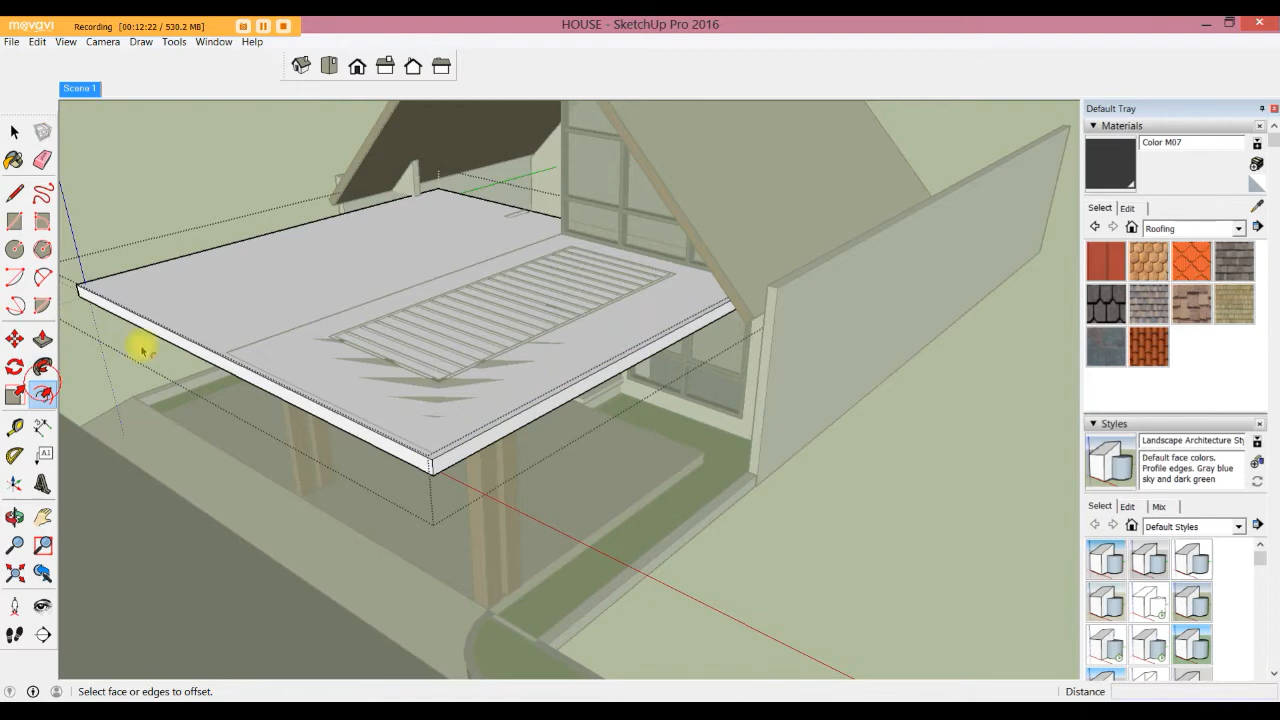 movavi
Recording [00:12:22 / 530.2 MB]
HOUSE - SketchUp Pro 2016
File Edit View Camera Draw Tools Window Help
Scene 1
Default Tray
Materials
Color M07
Select Edit
Roofing
A1
Styles
Landscape Architecture Sty
Default face colors.
Profile edges. Gray blue
sky and dark green
Select Edit Mix
Default Styles
Select face or edges to offset.
Distance